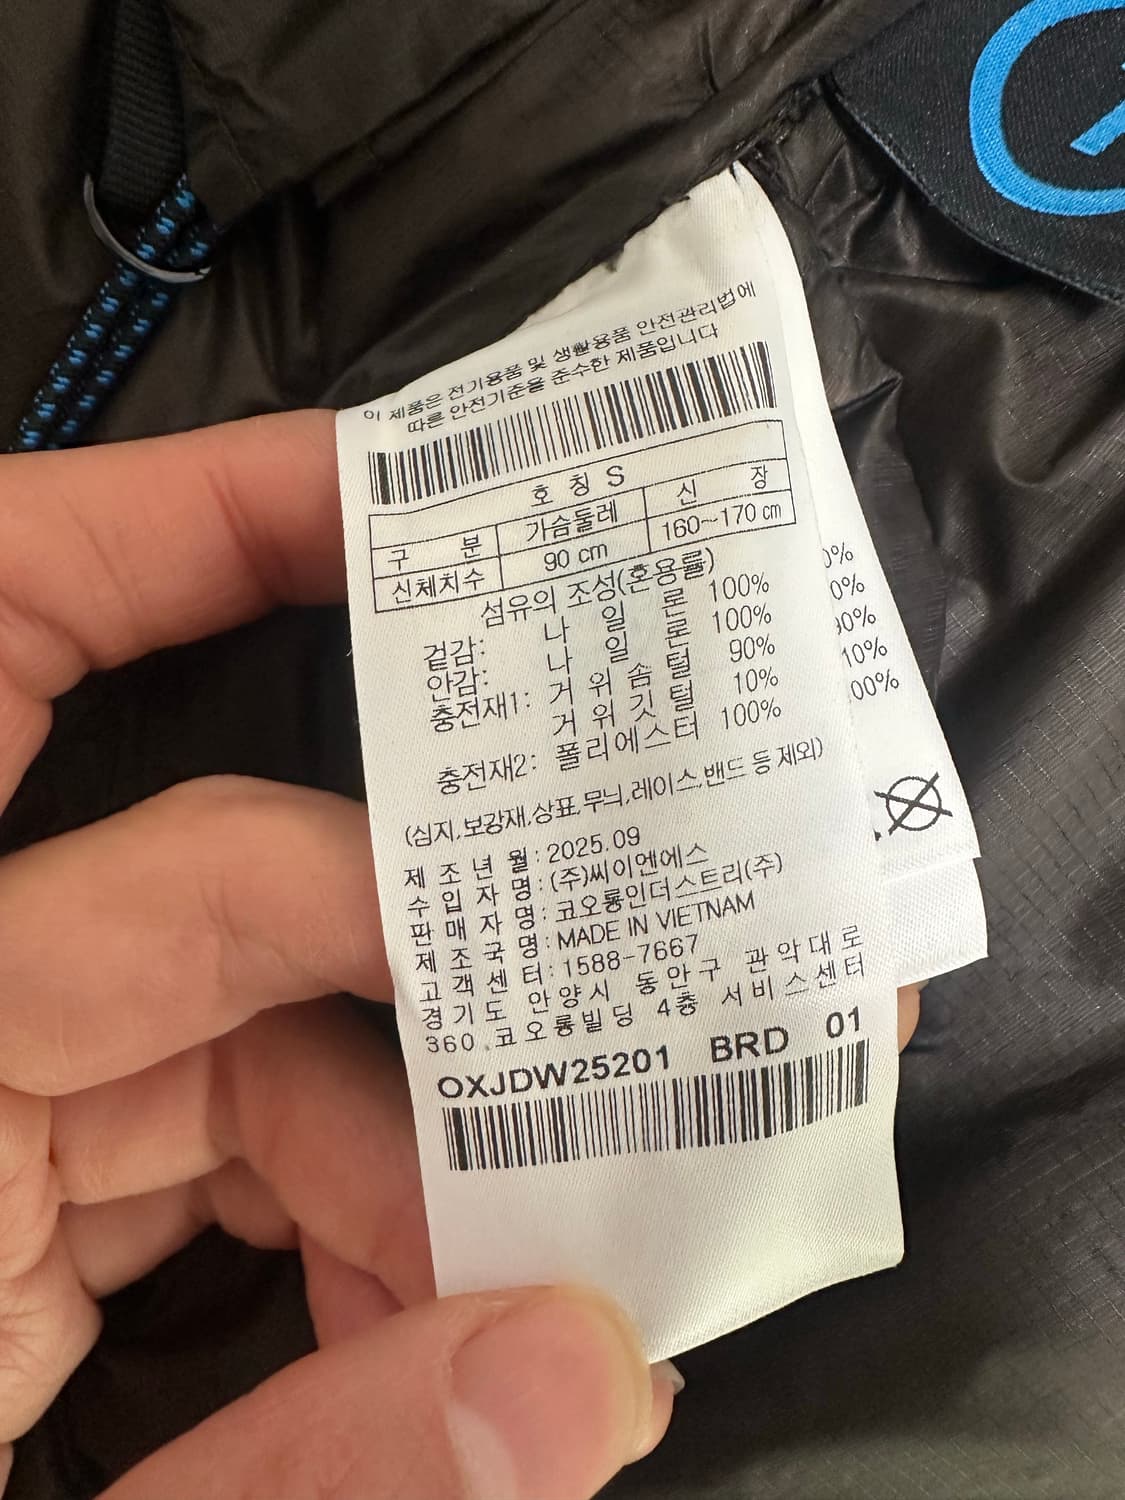 이 제품은 전기용품 및 생활용품 안전관리법에
따른 안전기준을 준수한 제품입니다
호 칭 S
구 분 가슴둘레 신 장
신체치수 90 cm 160~170 cm
섬유의 조성(혼용률)
겉감: 나 일 론 100%
안감: 나 일 론 100%
충전재1: 거 위 솜 털 90%
거 위 깃 털 10%
충전재2: 폴리에스터 100%
(심지,보강재,상표,무늬,레이스,밴드 등 제외)
제 조 년 월 : 2025.09
수 입 자 명 : (주)씨이엔에스
판 매 자 명 : 코오롱인더스트리(주)
제 조 국 명 : MADE IN VIETNAM
고 객 센 터 : 1588-7667
경기도 안양시 동안구 관악대로
360 코오롱빌딩 4층 서비스센터
OXJDW25201 BRD 01
0%
0%
90%
10%
00%